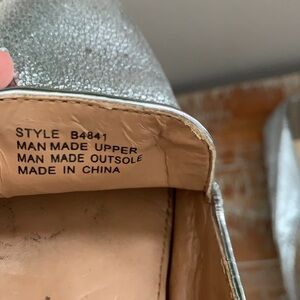 STYLE B4841
MAN MADE UPPER
MAN MADE OUTSOLE
MADE IN CHINA